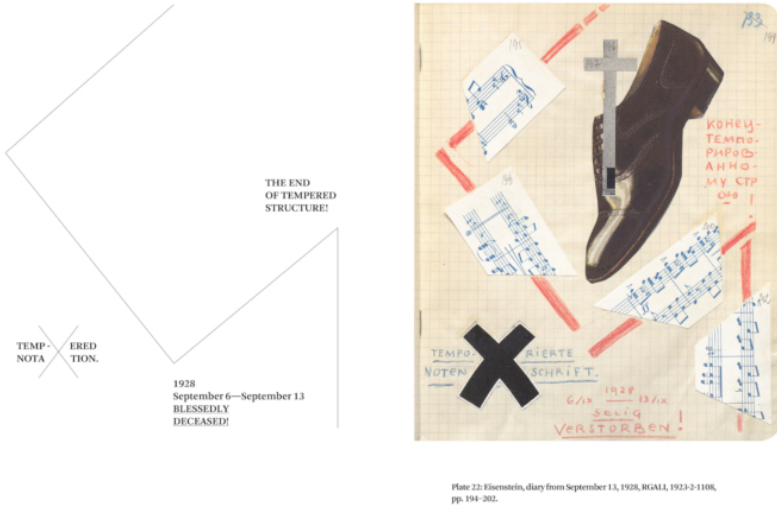 THE END
OF TEMPERED
STRUCTURE!
TEMP- ERED
NOTA TION.
1928
September 6—September 13
BLESSEDLY
DECEASED!
195
199
КОНЕЦ-
ТЕМПО-
РИРОВ-
АННО-
МУ СТР
ОЮ!
TEMPO- RIERTE
NOTEN SCHRIFT.
1928
6/IX — 13/IX
SELIG
VERSTORBEN!
Plate 22: Eisenstein, diary from September 13, 1928, RGALI, 1923-2-1108,
pp. 194–202.